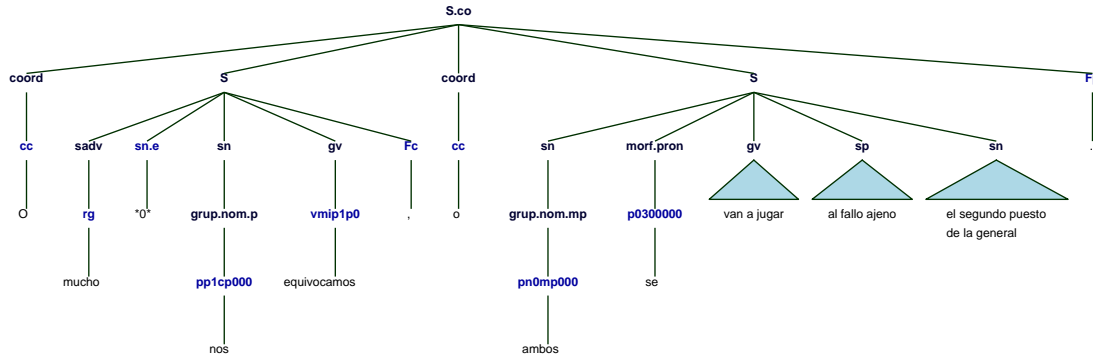 S.co
coord S coord S F
cc sadv sn.e sn gv Fc cc sn morf.pron gv sp sn .
O rg *0* grup.nom.p vmip1p0 , o grup.nom.mp p0300000 van a jugar al fallo ajeno el segundo puesto
de la general
mucho pp1cp000 equivocamos pn0mp000 se
nos ambos